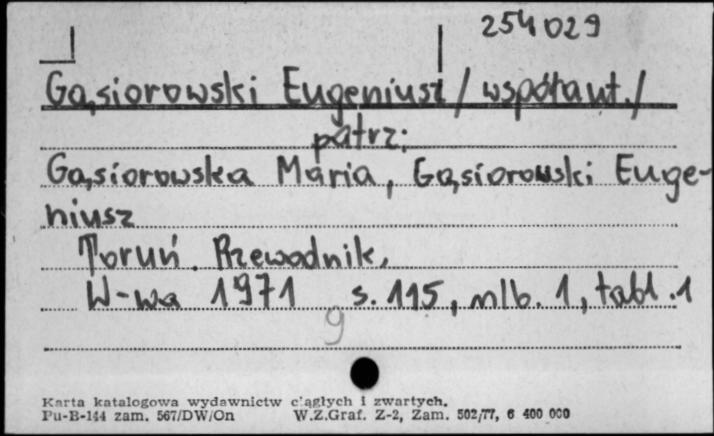 254029
Gąsiorowski Eugeniusz /współaut./
patrz:
Gąsiorowska Maria, Gąsiorowski Euge-
niusz
Toruń. Przewodnik.
W-wa 1971 s. 115, nlb. 1, tabl. 1
9
Karta katalogowa wydawnictw ciągłych i zwartych.
Pu-B-144 zam. 567/DW/On W.Z.Graf. Z-2, Zam. 502/77, 6 400 000